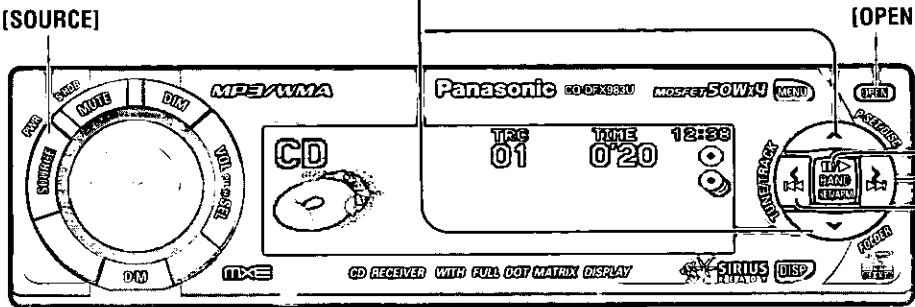 [SOURCE]
[OPEN
MP3/WMA
Panasonic CQ-DFX983U MOSFET 50W×4 MENU
OPEN
PWR
MUTE
DIM
SOURCE
VOL
SEL
D·M
CD
TRC
01
TIME
0'20
12:38
P·SET/DISC
TUNE/TRACK
BAND
FOLDER
MXE
CD RECEIVER WITH FULL DOT MATRIX DISPLAY
SIRIUS
READY
DISP